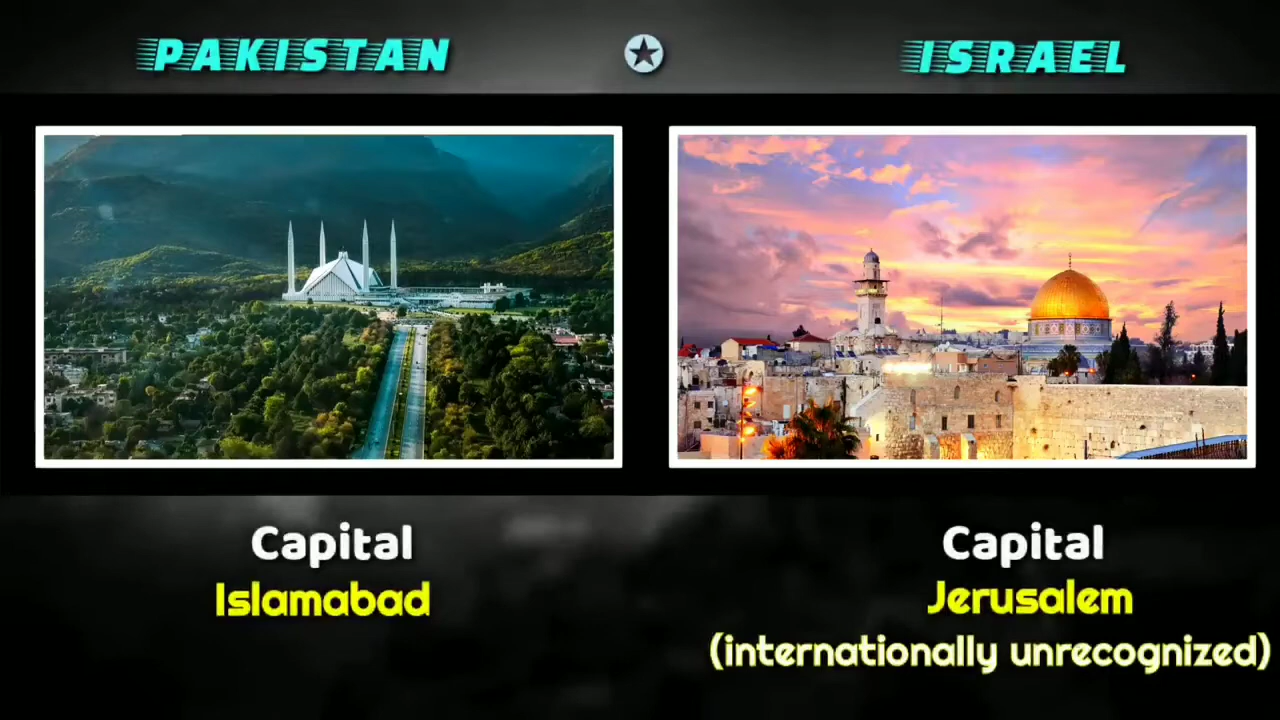 PAKISTAN
ISRAEL
Capital
Islamabad
Capital
Jerusalem
(internationally unrecognized)